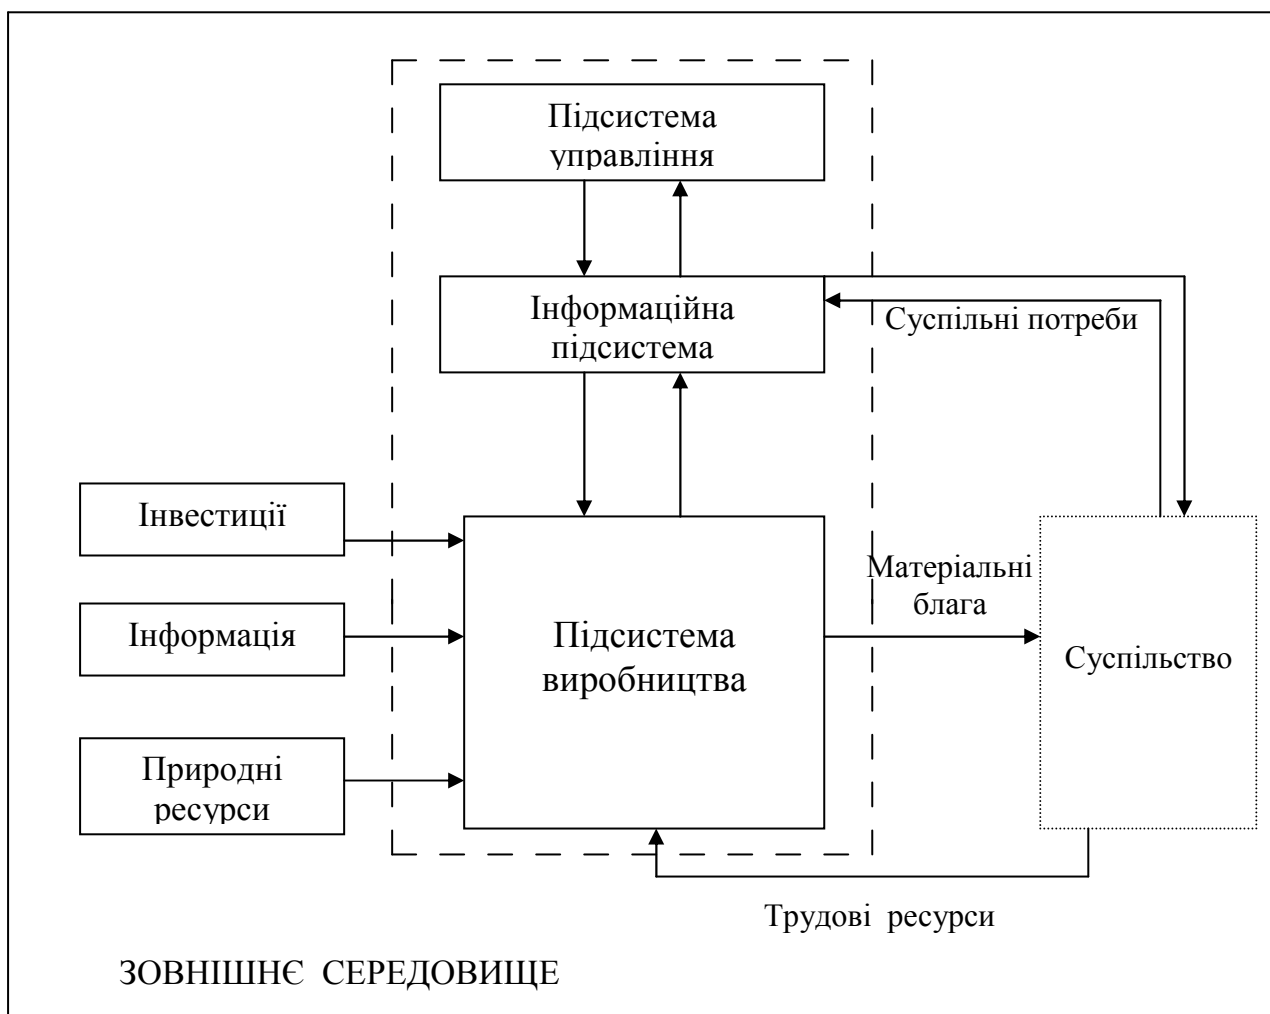 Підсистема
управління
Інформаційна
підсистема
Суспільні потреби
Інвестиції
Матеріальні
блага
Інформація
Підсистема
виробництва
Суспільство
Природні
ресурси
Трудові ресурси
ЗОВНІШНЄ СЕРЕДОВИЩЕ